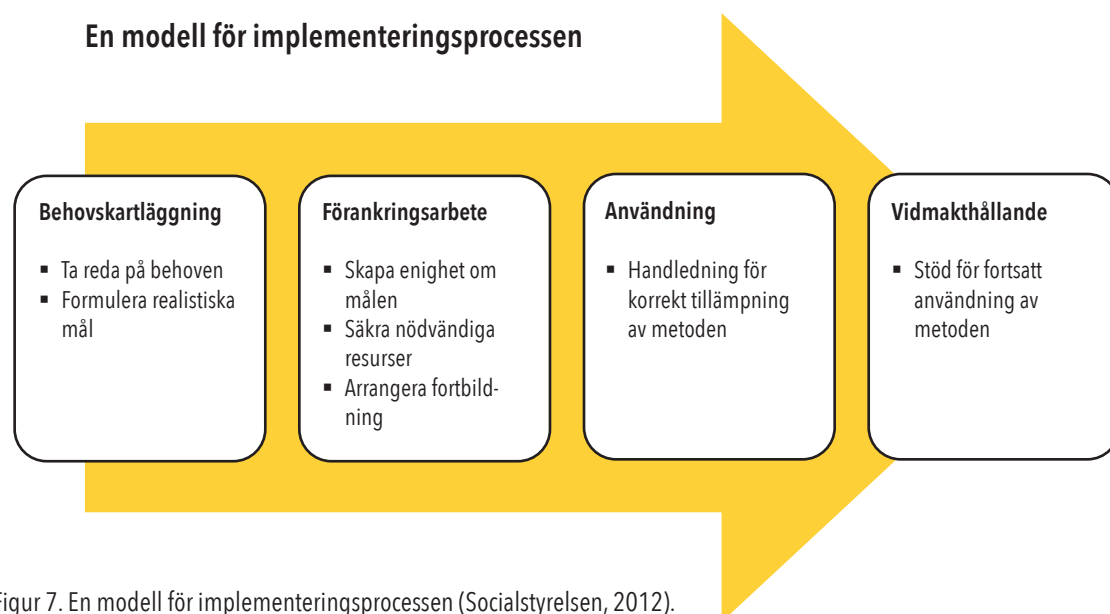 En modell för implementeringsprocessen
Behovskartläggning
▪ Ta reda på behoven
▪ Formulera realistiska
mål
Förankringsarbete
▪ Skapa enighet om
målen
▪ Säkra nödvändiga
resurser
▪ Arrangera fortbild-
ning
Användning
▪ Handledning för
korrekt tillämpning
av metoden
Vidmakthållande
▪ Stöd för fortsatt
användning av
metoden
Figur 7. En modell för implementeringsprocessen (Socialstyrelsen, 2012).